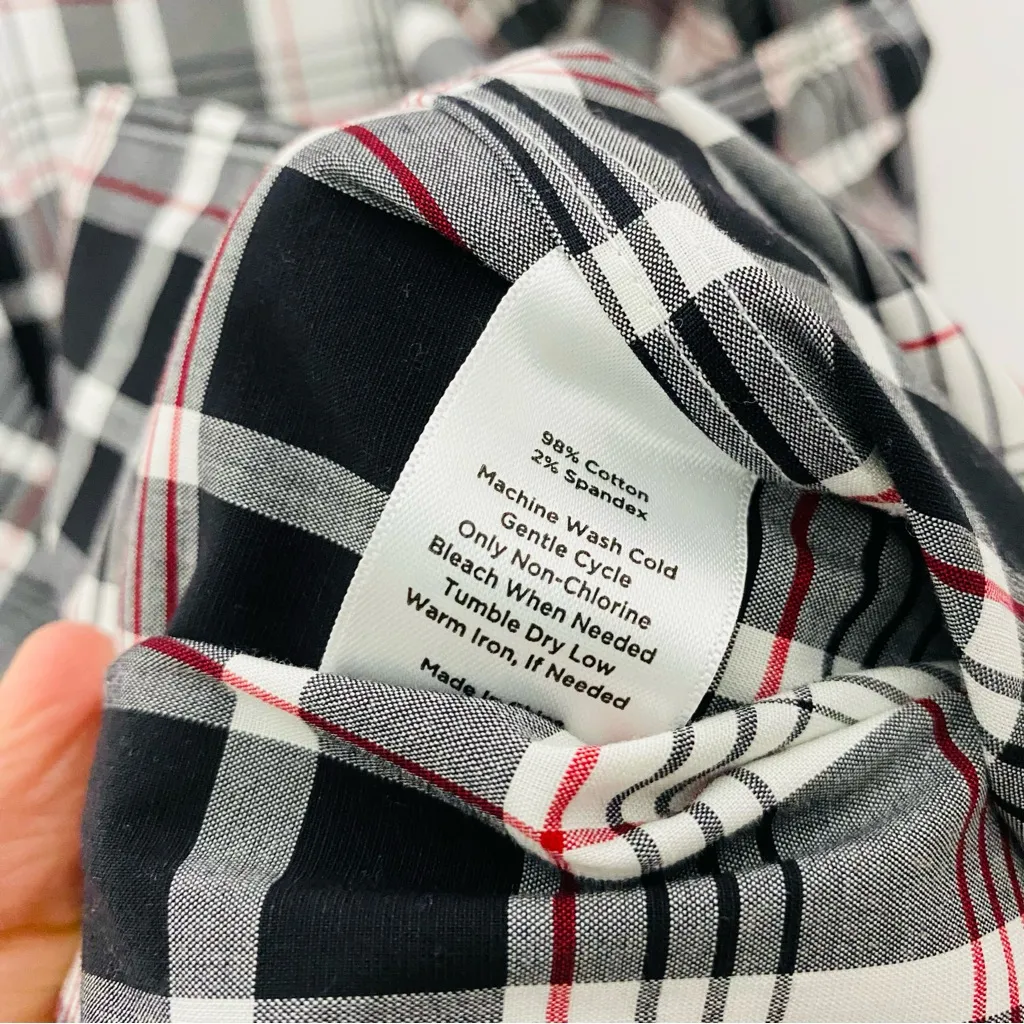 98% Cotton
2% Spandex
Machine Wash Cold
Gentle Cycle
Only Non-Chlorine
Bleach When Needed
Tumble Dry Low
Warm Iron, If Needed
Made